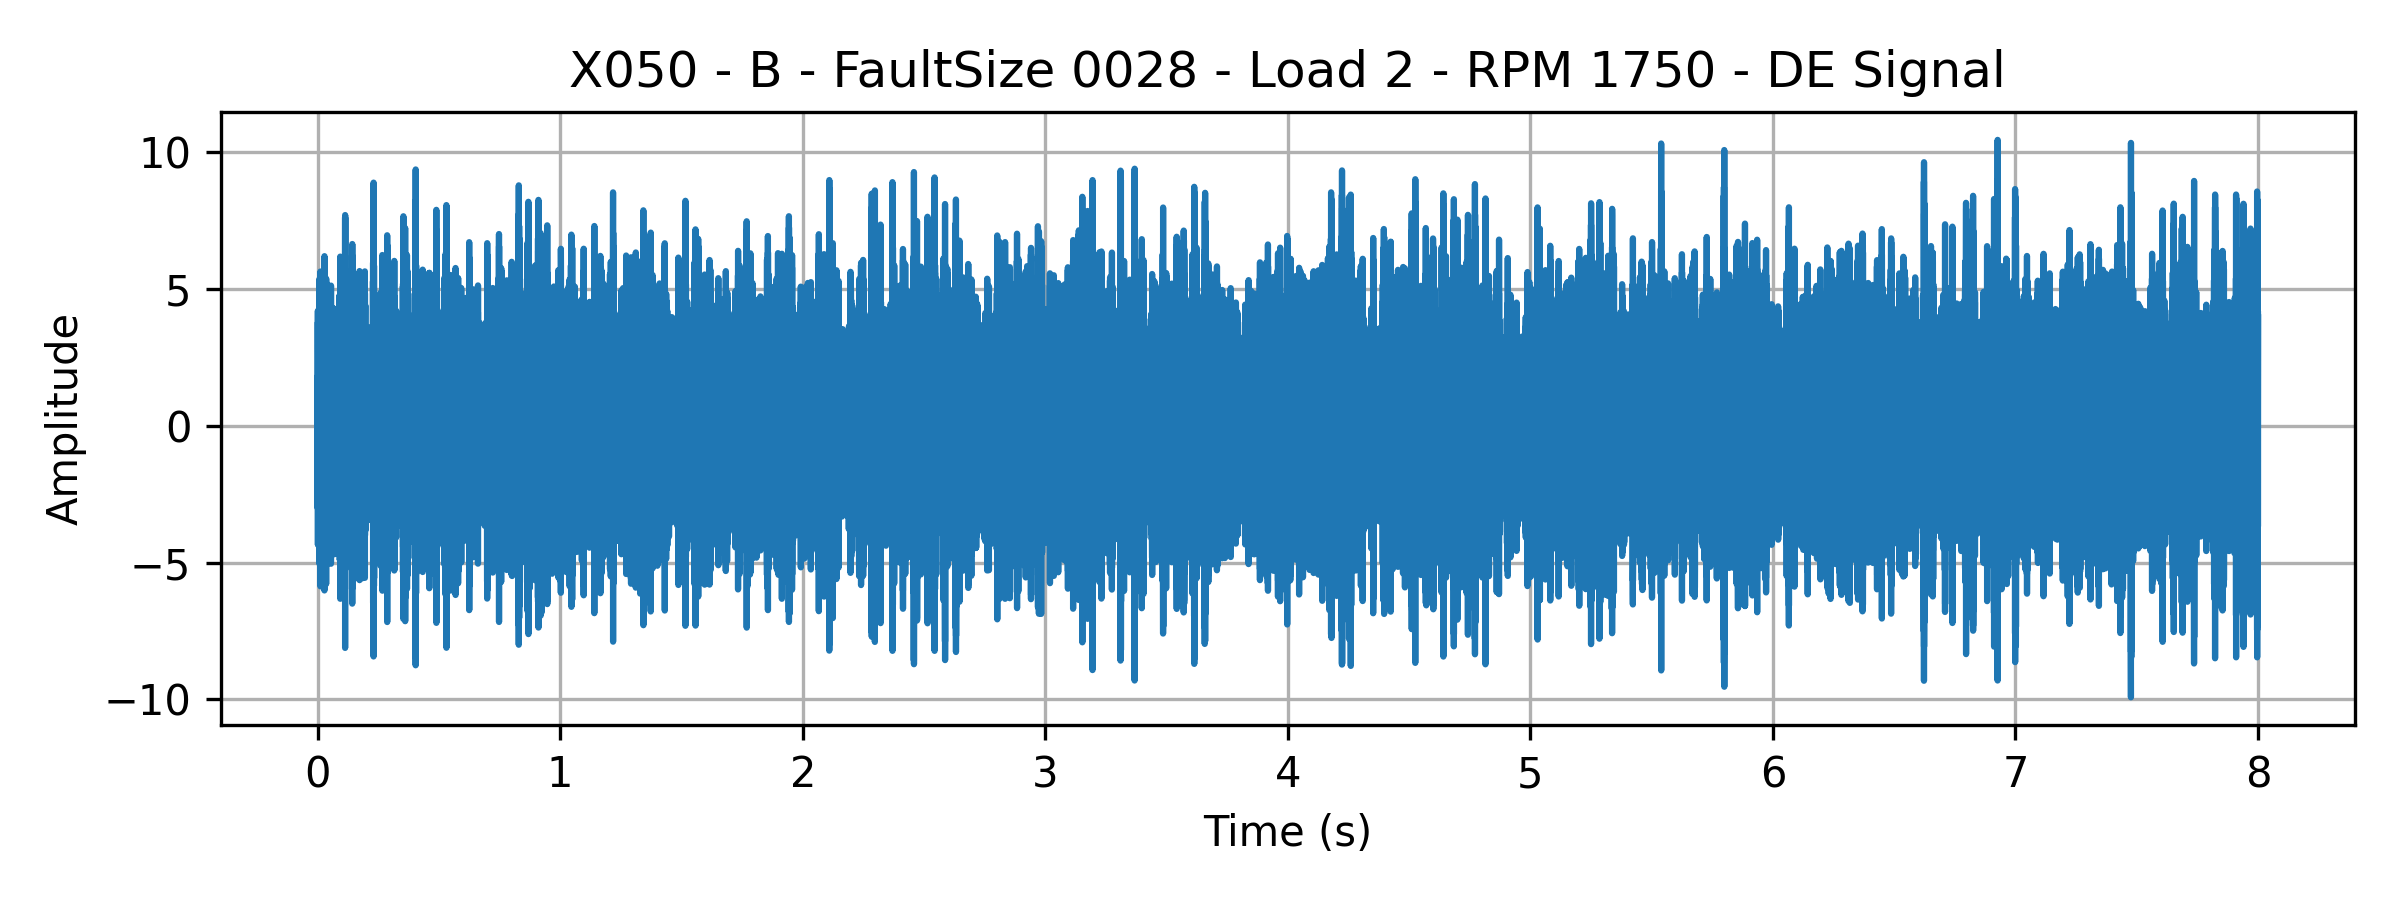 X050 - B - FaultSize 0028 - Load 2 - RPM 1750 - DE Signal
10
5
0
−5
−10
Amplitude
0 1 2 3 4 5 6 7 8
Time (s)